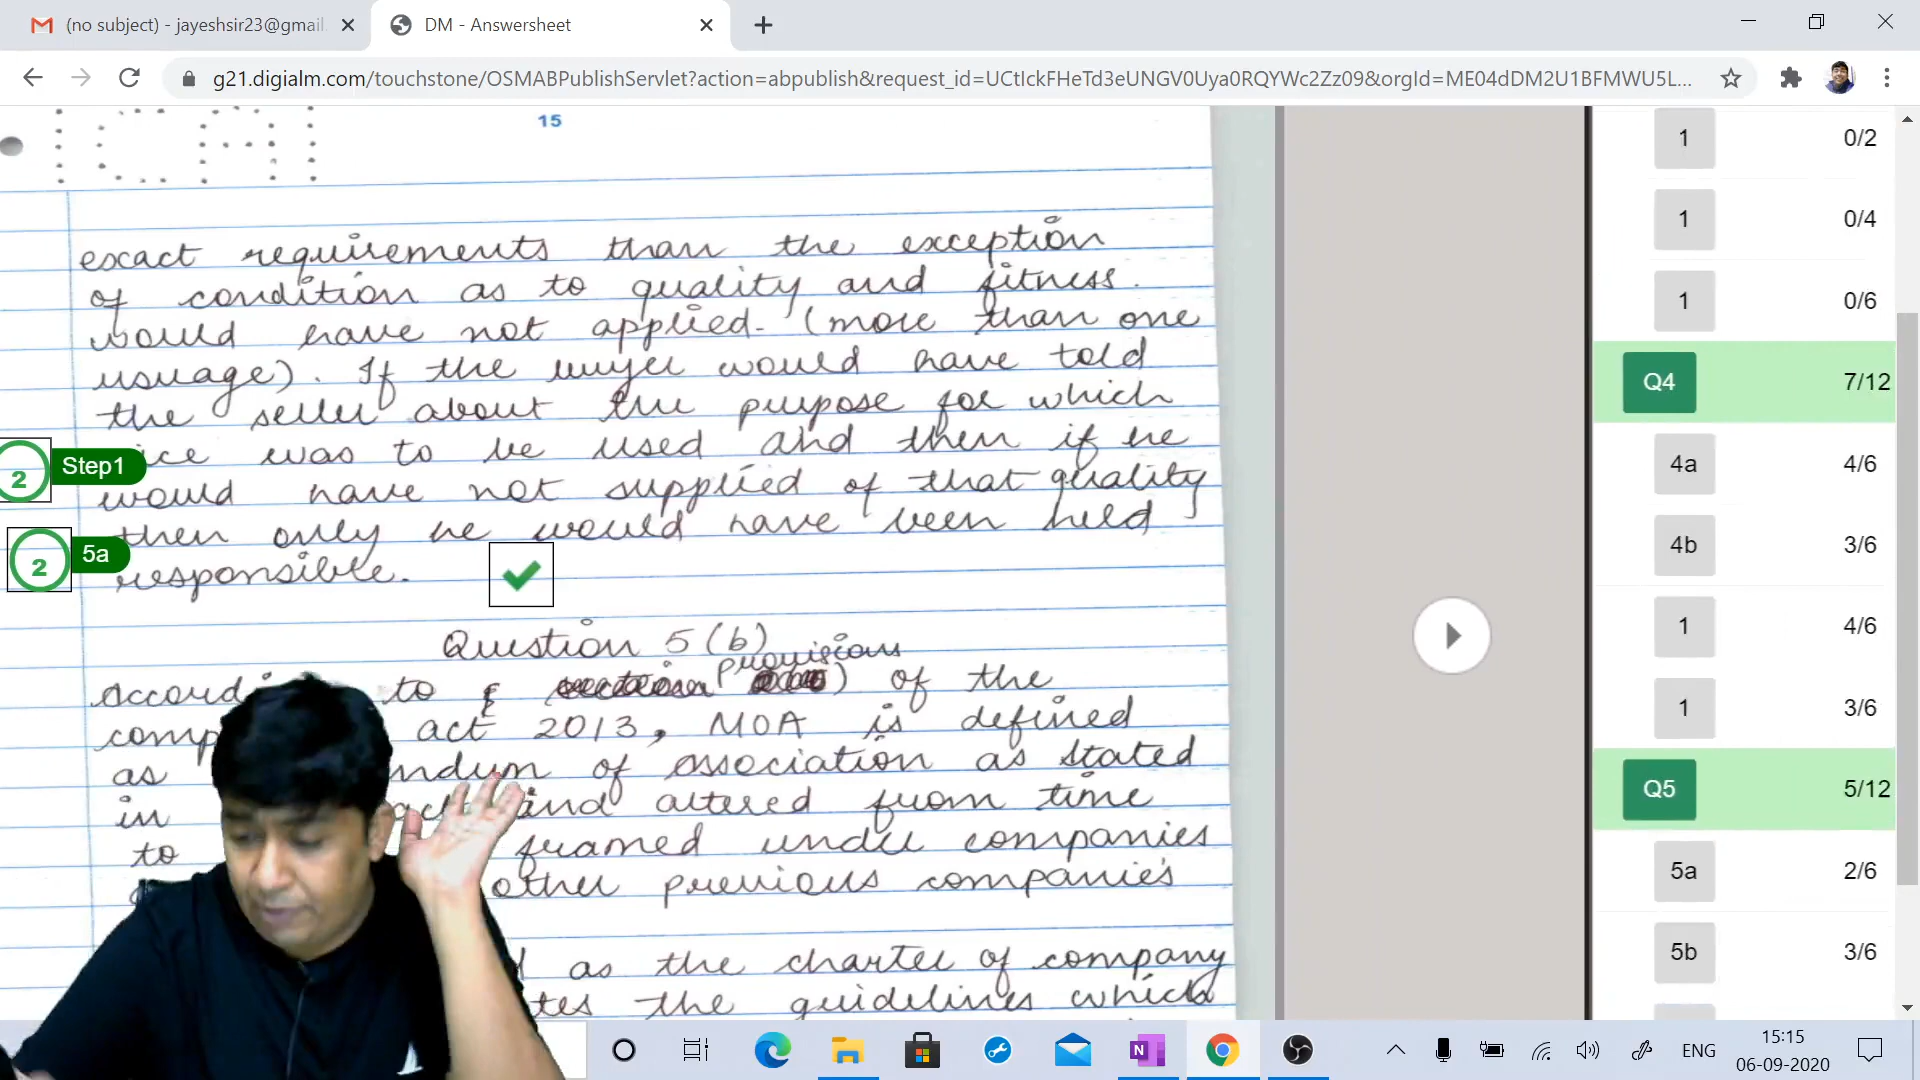 (no subject) - jayeshsir23@gmail.
DM - Answersheet
g21.digialm.com/touchstone/OSMABPublishServlet?action=abpublish&request_id=UCtIckFHeTd3eUNGV0Uya0RQYWc2Zz09&orgId=ME04dDM2U1BFMWU5L...
ICAI
15
exact requirements than the exception
of condition as to quality and fitness.
would have not applied. (more than one
usuage). If the buyer would have told
the seller about the purpose for which
ice was to be used and then if he
would have not supplied of that quality
then only he would have been held
responsible.
2 Step1
2 5a
Question 5 (b)
provisions
to of the
act 2013, MOA is defined
as of association as stated
in and altered from time
to framed under companies
other previous companies
as the charter of company
the guidelines which
1 0/2
1 0/4
1 0/6
Q4 7/12
4a 4/6
4b 3/6
1 4/6
1 3/6
Q5 5/12
5a 2/6
5b 3/6
N
ENG
15:15
06-09-2020